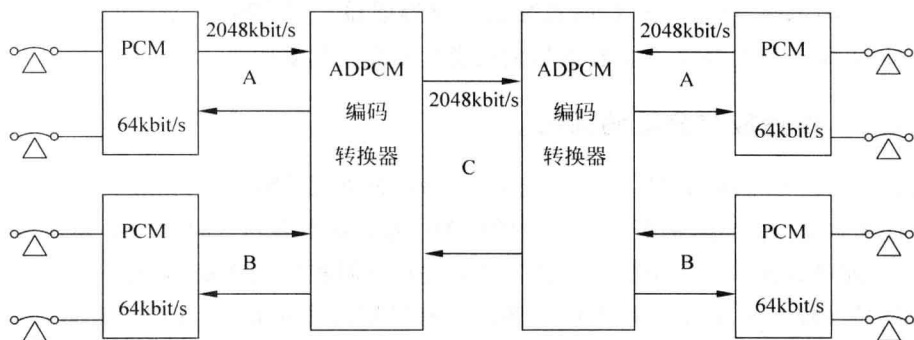 PCM
64kbit/s
2048kbit/s
A
PCM
64kbit/s
B
ADPCM
编码
转换器
2048kbit/s
C
ADPCM
编码
转换器
2048kbit/s
A
B
PCM
64kbit/s
PCM
64kbit/s